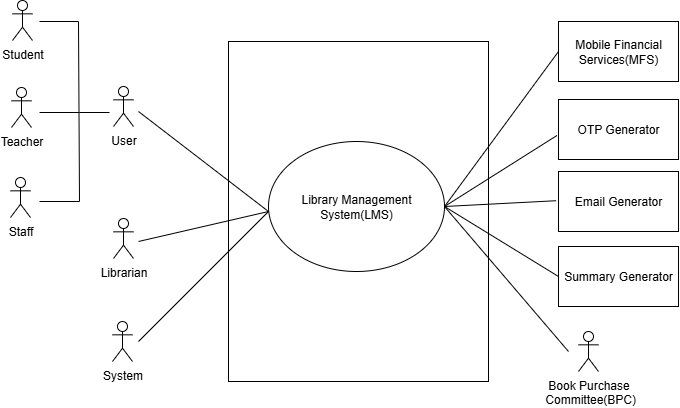 Student
Teacher
Staff
User
Librarian
System
Library Management
System(LMS)
Mobile Financial
Services(MFS)
OTP Generator
Email Generator
Summary Generator
Book Purchase
Committee(BPC)